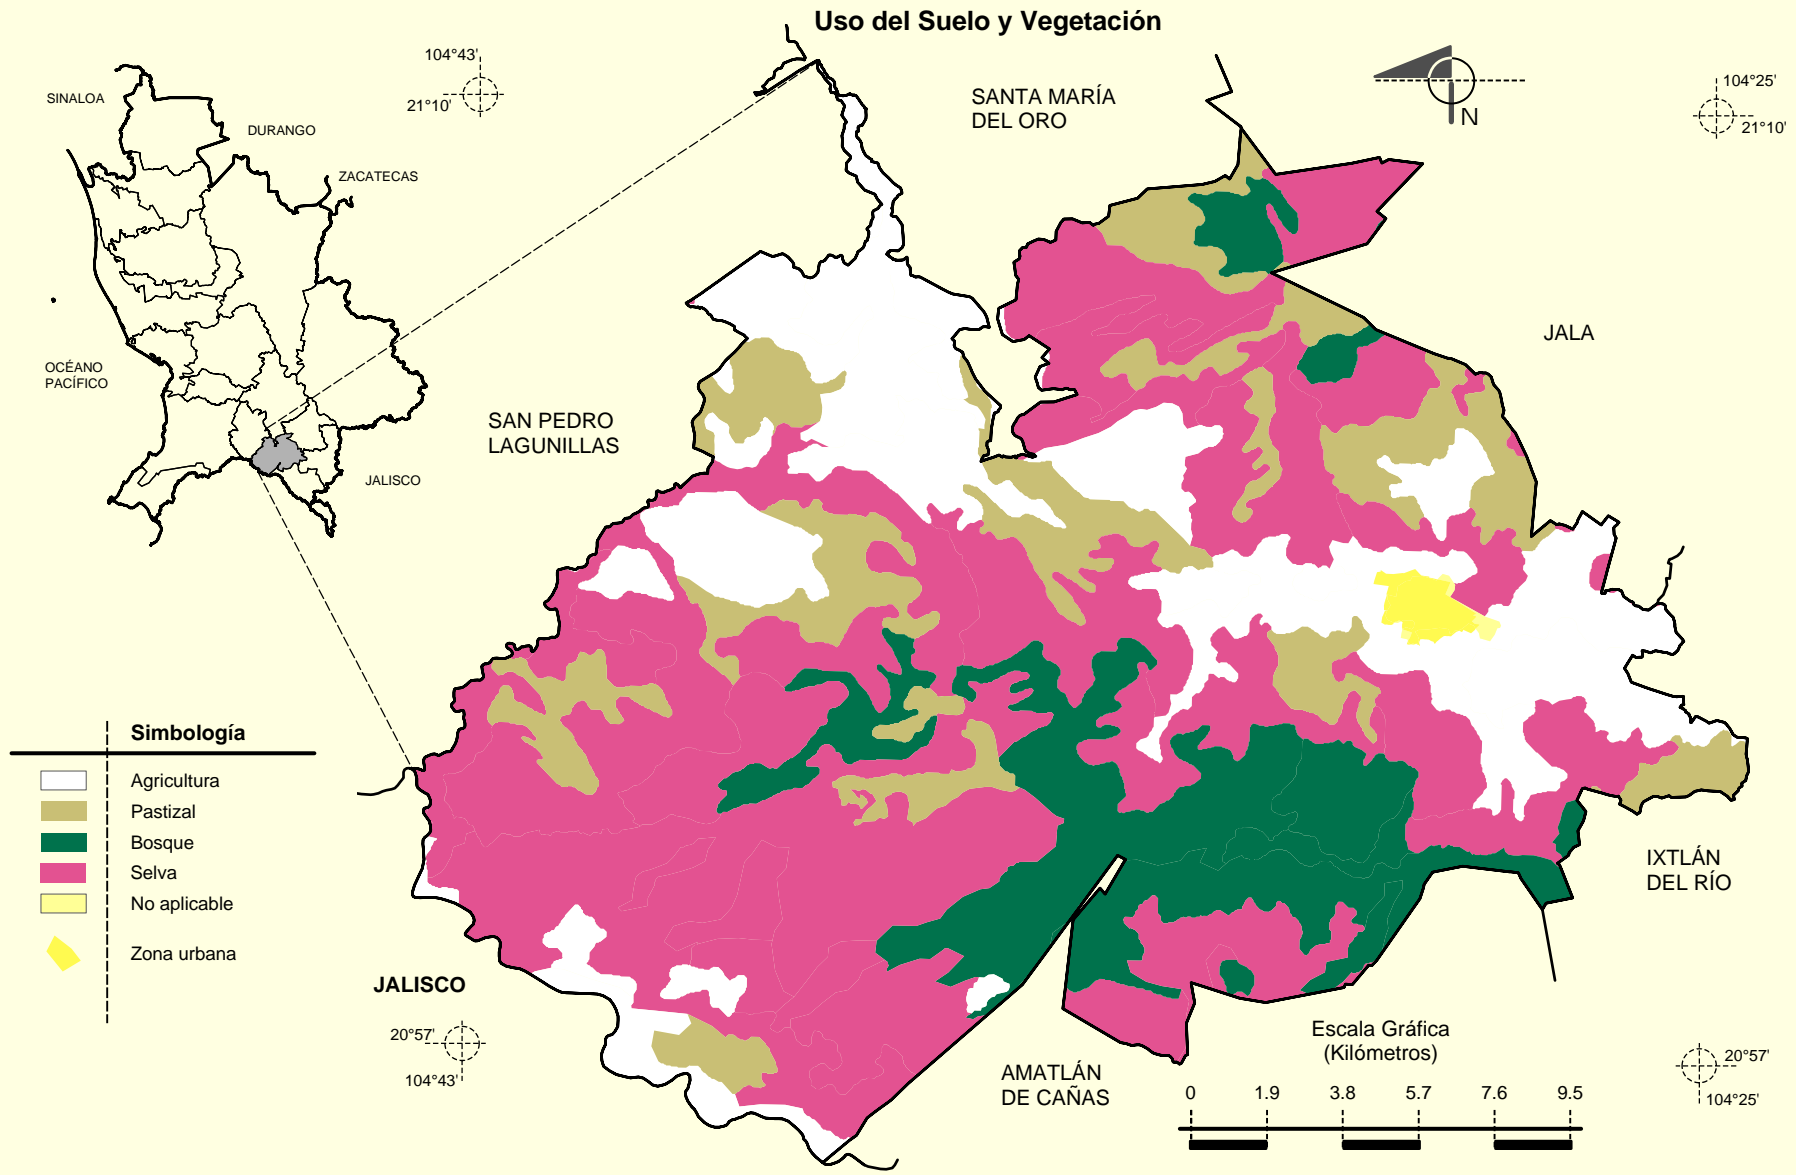 Uso del Suelo y Vegetación
104°43'
21°10'
104°25'
21°10'
N
SINALOA
DURANGO
ZACATECAS
OCÉANO
PACÍFICO
JALISCO
SANTA MARÍA
DEL ORO
JALA
SAN PEDRO
LAGUNILLAS
IXTLÁN
DEL RÍO
Simbología
Agricultura
Pastizal
Bosque
Selva
No aplicable
Zona urbana
JALISCO
20°57'
104°43'
AMATLÁN
DE CAÑAS
Escala Gráfica
(Kilómetros)
0 1.9 3.8 5.7 7.6 9.5
20°57'
104°25'